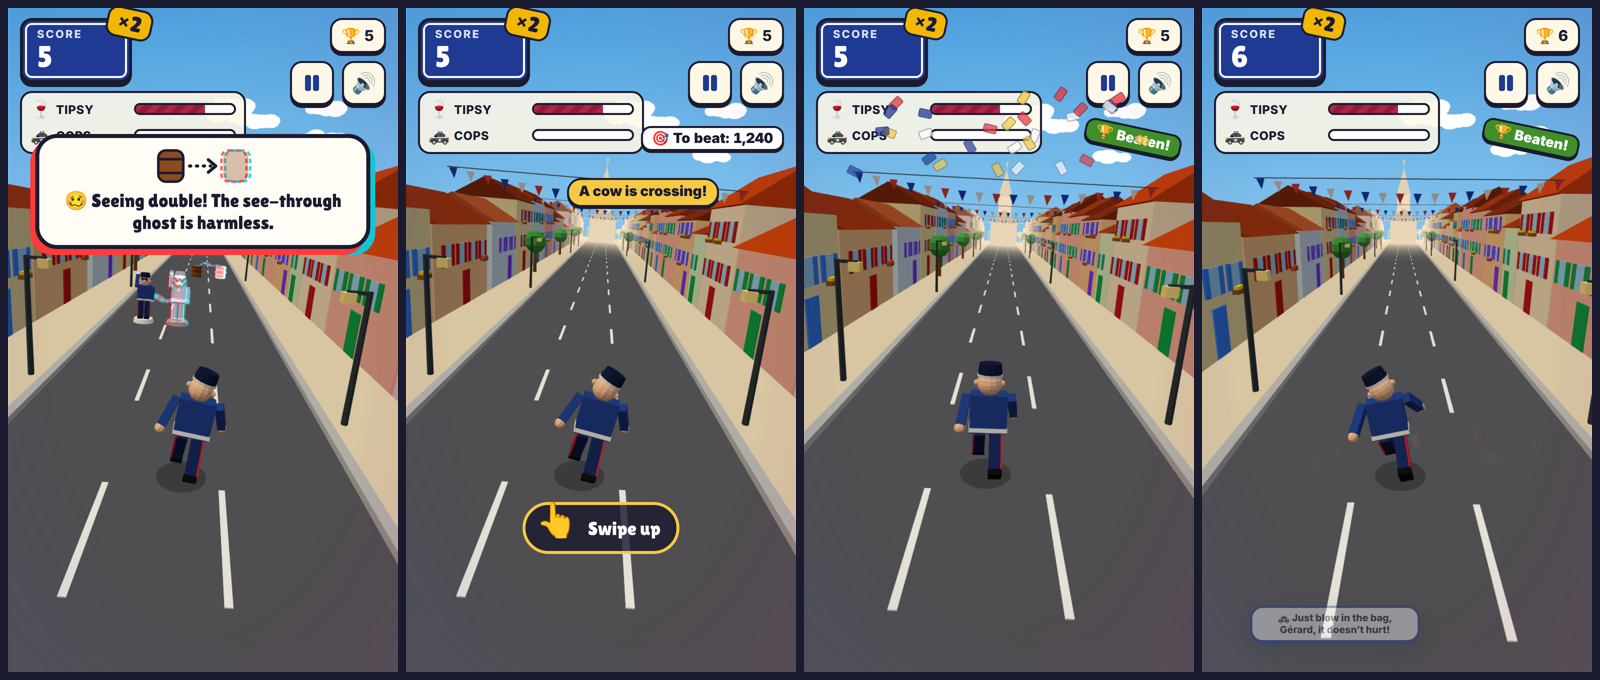 SCORE
×2
5
🏆 5
TIPSY
COPS
🥴 Seeing double! The see-through
ghost is harmless.
SCORE
×2
5
🏆 5
TIPSY
COPS
🎯 To beat: 1,240
A cow is crossing!
Swipe up
SCORE
×2
5
🏆 5
TIPSY
COPS
🏆 Beaten!
SCORE
×2
6
🏆 6
TIPSY
COPS
🏆 Beaten!
🚓 Just blow in the bag,
Gérard, it doesn't hurt!